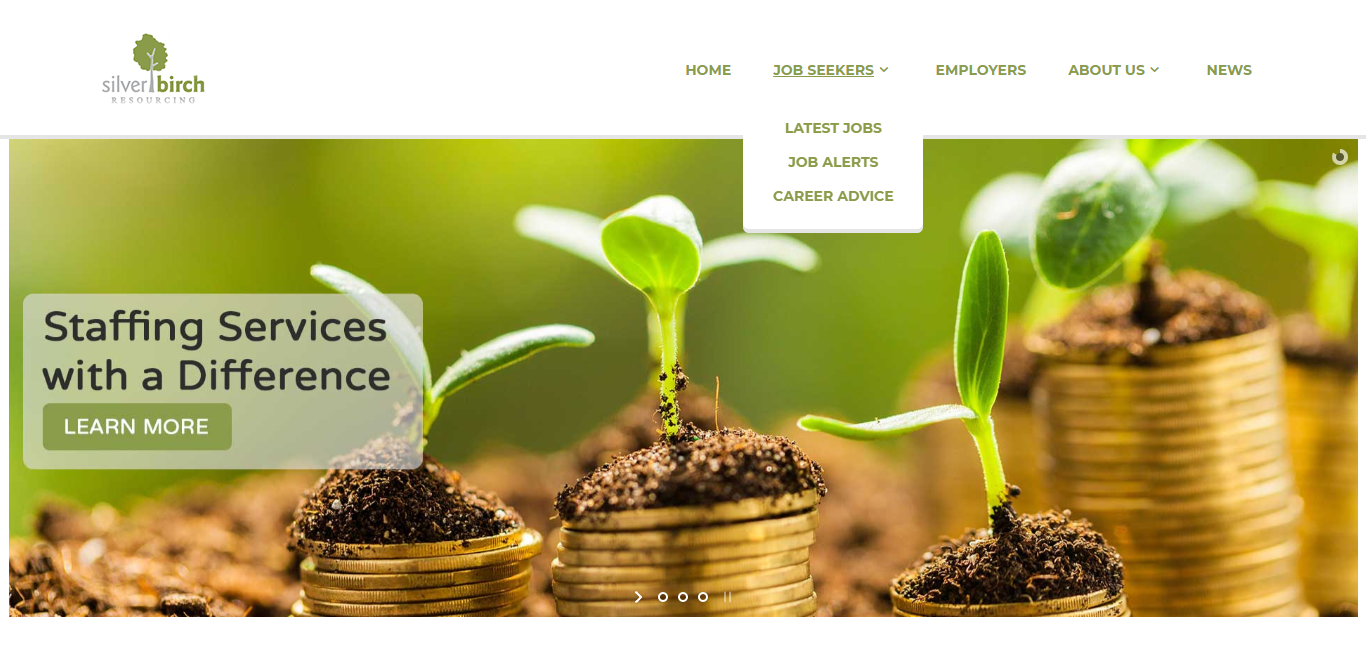 silver birch
RESOURCING
HOME
JOB SEEKERS
EMPLOYERS
ABOUT US
NEWS
LATEST JOBS
JOB ALERTS
CAREER ADVICE
Staffing Services
with a Difference
LEARN MORE